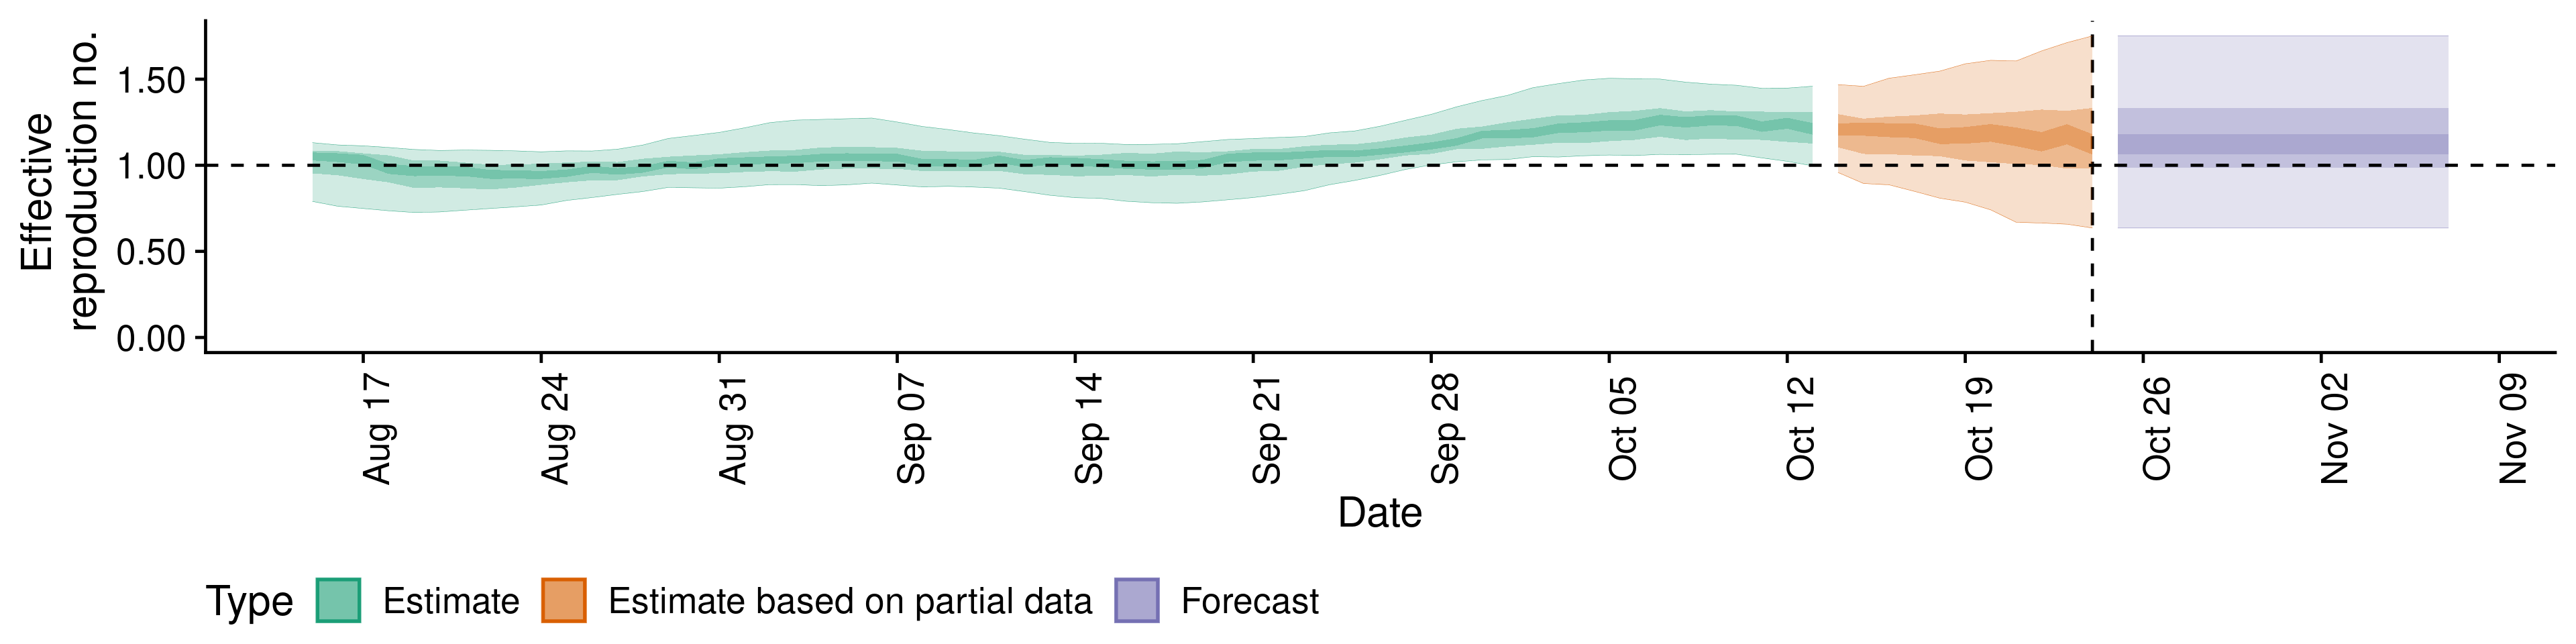 Effective
reproduction no.
1.50
1.00
0.50
0.00
Aug 17
Aug 24
Aug 31
Sep 07
Sep 14
Sep 21
Sep 28
Oct 05
Oct 12
Oct 19
Oct 26
Nov 02
Nov 09
Date
Type Estimate Estimate based on partial data Forecast